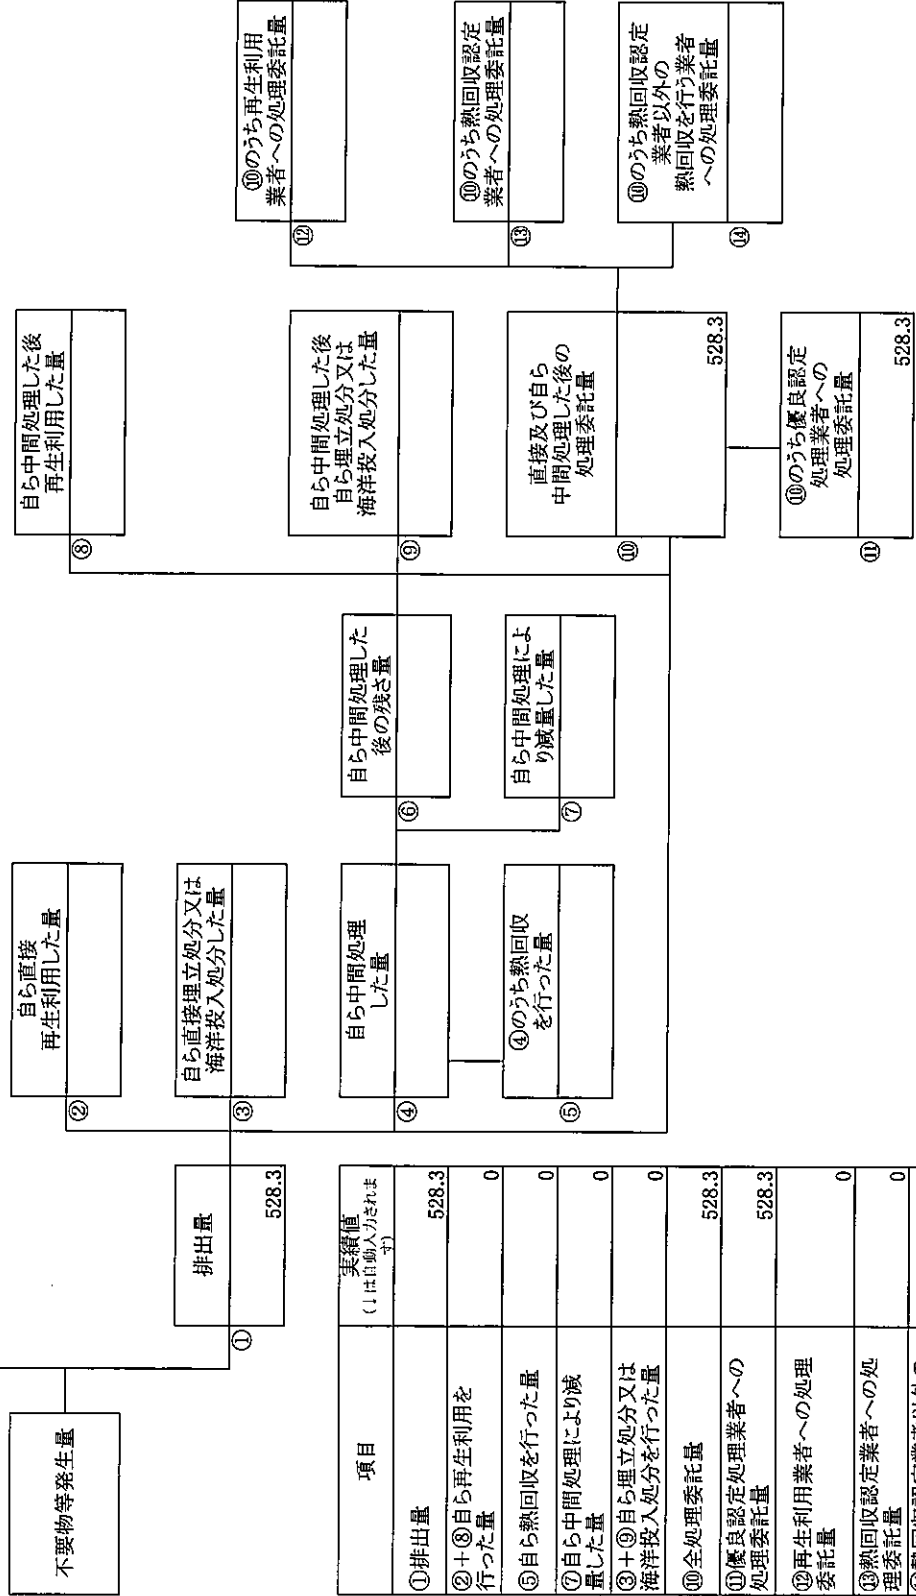 不要物等発生量
①
排出量
528.3
②
自ら直接
再生利用した量
③
自ら直接埋立処分又は
海洋投入処分した量
④
自ら中間処理
した量
⑤
④のうち熱回収
を行った量
⑥
自ら中間処理した
後の残さ量
⑦
自ら中間処理によ
り減量した量
⑧
自ら中間処理した後
再生利用した量
⑨
自ら中間処理した後
自ら埋立処分又は
海洋投入処分した量
⑩
直接及び自ら
中間処理した後の
処理委託量
528.3
⑪
⑩のうち優良認定
処理業者への
処理委託量
528.3
⑫
⑩のうち再生利用
業者への処理委託量
⑬
⑩のうち熱回収認定
業者への処理委託量
⑭
⑩のうち熱回収認定
業者以外の
熱回収を行う業者
への処理委託量
項目
実績値
(↓は自動入力されま
す)
①排出量
528.3
②+⑧自ら再生利用を
行った量
0
⑤自ら熱回収を行った量
0
⑦自ら中間処理により減
量した量
0
③+⑨自ら埋立処分又は
海洋投入処分を行った量
0
⑩全処理委託量
528.3
⑪優良認定処理業者への
処理委託量
528.3
⑫再生利用業者への処理
委託量
0
⑬熱回収認定業者への処
理委託量
0